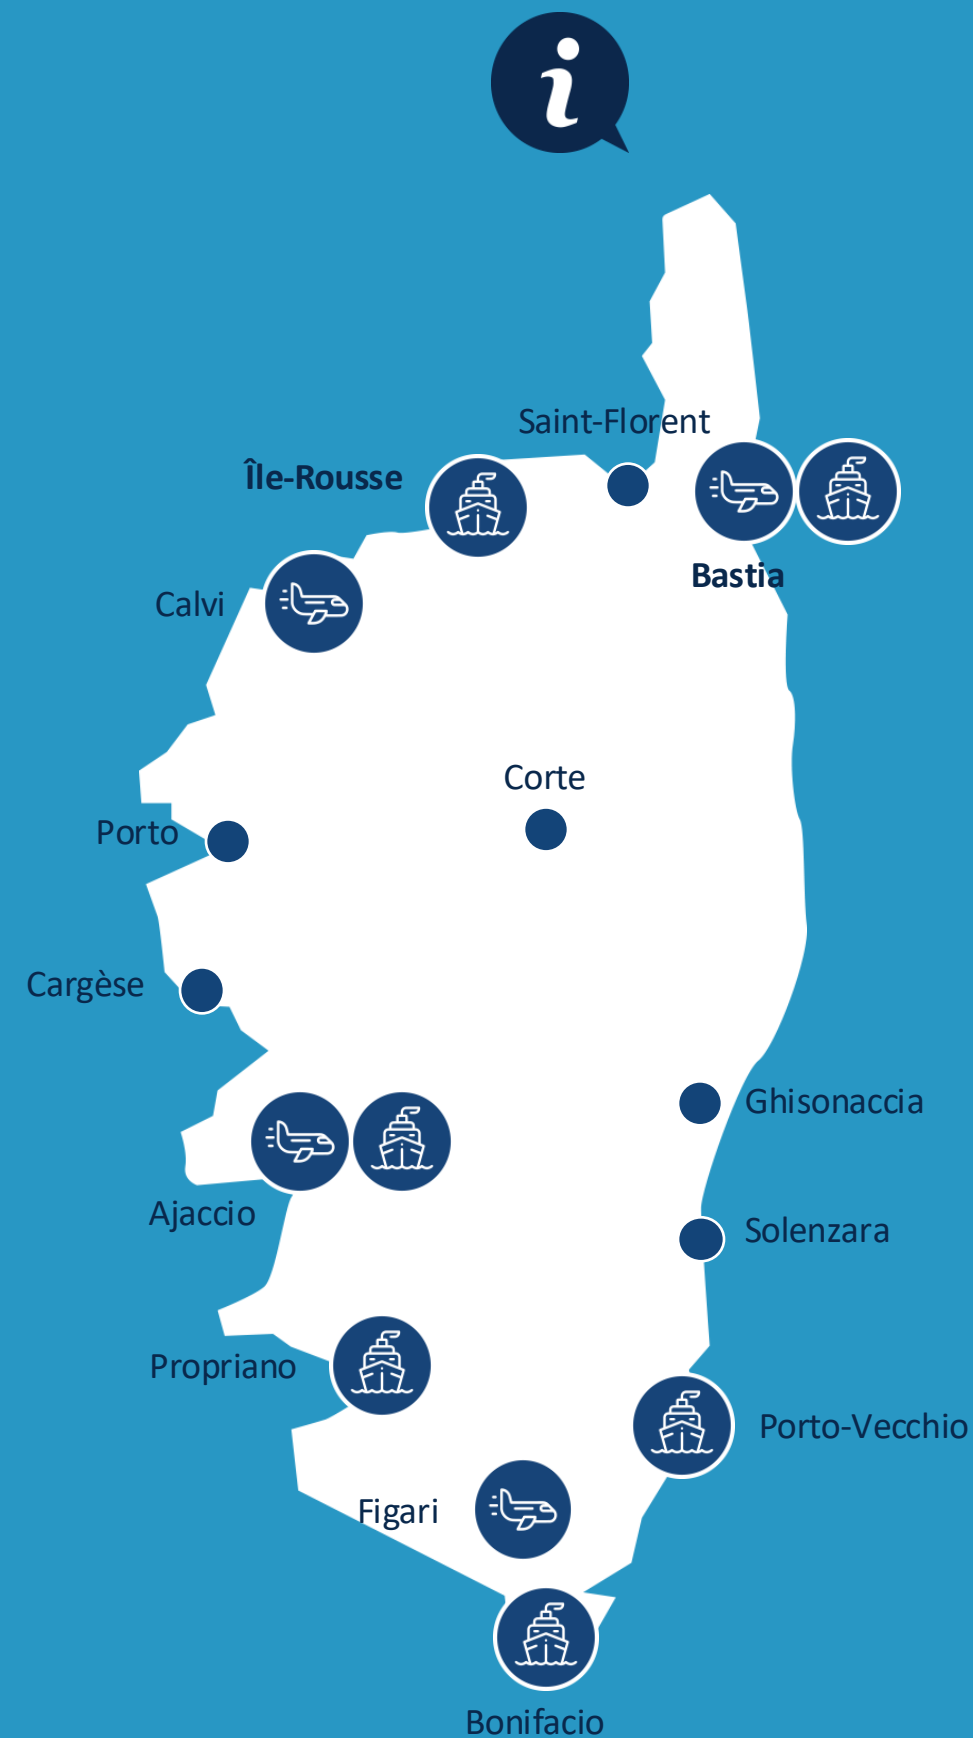 i
Saint-Florent
Île-Rousse
Bastia
Calvi
Corte
Porto
Cargèse
Ghisonaccia
Ajaccio
Solenzara
Propriano
Porto-Vecchio
Figari
Bonifacio